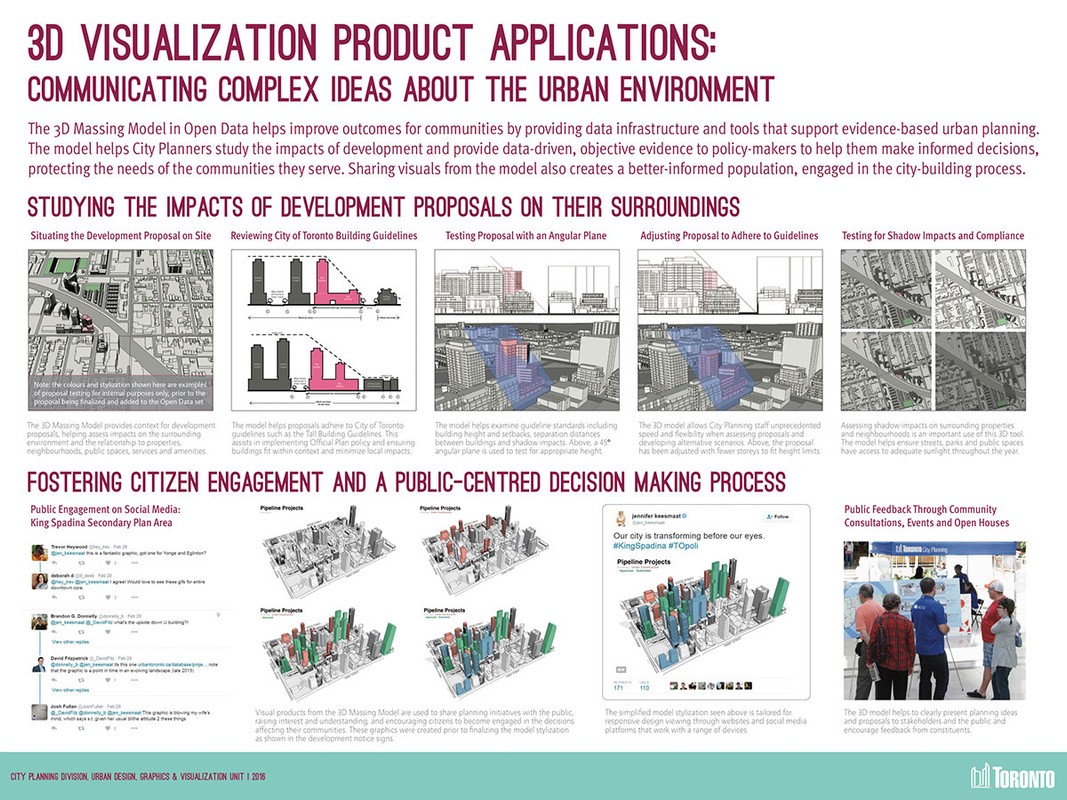 3D VISUALIZATION PRODUCT APPLICATIONS:
COMMUNICATING COMPLEX IDEAS ABOUT THE URBAN ENVIRONMENT
The 3D Massing Model in Open Data helps improve outcomes for communities by providing data infrastructure and tools that support evidence-based urban planning.
The model helps City Planners study the impacts of development and provide data-driven, objective evidence to policy-makers to help them make informed decisions,
protecting the needs of the communities they serve. Sharing visuals from the model also creates a better-informed population, engaged in the city-building process.
STUDYING THE IMPACTS OF DEVELOPMENT PROPOSALS ON THEIR SURROUNDINGS
Situating the Development Proposal on Site
Note: the colours and stylization shown here are examples
of proposal testing for internal purposes only, prior to the
proposal being finalized and added to the Open Data set
The 3D Massing Model provides context for development
proposals, helping assess impacts on the surrounding
environment and the relationship to properties,
neighbourhoods, public spaces, services and amenities.
Reviewing City of Toronto Building Guidelines
The model helps proposals adhere to City of Toronto
guidelines such as the Tall Building Guidelines. This
assists in implementing Official Plan policy and ensuring
buildings fit within context and minimize local impacts.
Testing Proposal with an Angular Plane
The model helps examine guideline standards including
building height and setbacks, separation distances
between buildings and shadow impacts. Above, a 45°
angular plane is used to test for appropriate height.
Adjusting Proposal to Adhere to Guidelines
The 3D model allows City Planning staff unprecedented
speed and flexibility when assessing proposals and
developing alternative scenarios. Above, the proposal
has been adjusted with fewer storeys to fit height limits.
Testing for Shadow Impacts and Compliance
Assessing shadow impacts on surrounding properties
and neighbourhoods is an important use of this 3D tool.
The model helps ensure streets, parks and public spaces
have access to adequate sunlight throughout the year.
FOSTERING CITIZEN ENGAGEMENT AND A PUBLIC-CENTRED DECISION MAKING PROCESS
Public Engagement on Social Media:
King Spadina Secondary Plan Area
Trevor Heywood @hey_trev · Feb 28
@jen_keesmaat this is a fantastic graphic, got one for Yonge and Eglinton?
deborah d · Feb 28
@hey_trev @jen_keesmaat I agree! Would love to see these gifs for entire
downtown core.
Brandon G. Donnelly @donnelly_b · Feb 28
@jen_keesmaat @_DavidFitz what's the upside down U building?!
View other replies
David Fitzpatrick @_DavidFitz · Feb 28
@donnelly_b @jen_keesmaat its this one urbantoronto.ca/database/proje... note
that the graphic is a point in time in an evolving landscape (late 2015)
View other replies
Josh Fullan @JoshFullan · Feb 28
@_DavidFitz @donnelly_b @jen_keesmaat This graphic is blowing my wife's
mind, which says s.t. given her usual blthe attitude 2 these things
Pipeline Projects
Pipeline Projects
Pipeline Projects
Pipeline Projects
Visual products from the 3D Massing Model are used to share planning initiatives with the public,
raising interest and understanding, and encouraging citizens to become engaged in the decisions
affecting their communities. These graphics were created prior to finalizing the model stylization
as shown in the development notice signs.
jennifer keesmaat
@jen_keesmaat
Follow
Our city is transforming before our eyes.
#KingSpadina #TOpoli
Pipeline Projects
GIF
RETWEETS
171
LIKES
110
The simplified model stylization seen above is tailored for
responsive design viewing through websites and social media
platforms that work with a range of devices.
Public Feedback Through Community
Consultations, Events and Open Houses
TORONTO City Planning
The 3D model helps to clearly present planning ideas
and proposals to stakeholders and the public and
encourage feedback from constituents.
CITY PLANNING DIVISION, URBAN DESIGN, GRAPHICS & VISUALIZATION UNIT | 2016
TORONTO